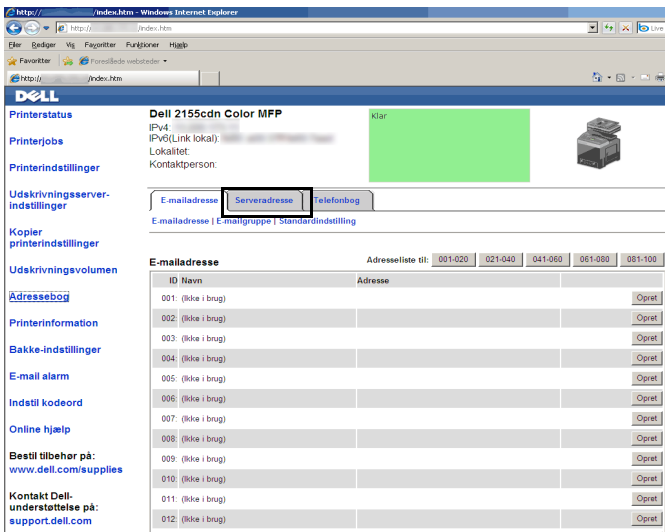 http:// /index.htm - Windows Internet Explorer
http:// /index.htm
Live
Filer Rediger Vis Favoritter Funktioner Hjælp
Favoritter Foreslåede websteder
http:// /index.htm
DELL
Printerstatus
Printerjobs
Printerindstillinger
Udskrivningsserver-
indstillinger
Kopier
printerindstillinger
Udskrivningsvolumen
Adressebog
Printerinformation
Bakke-indstillinger
E-mail alarm
Indstil kodeord
Online hjælp
Bestil tilbehør på:
www.dell.com/supplies
Kontakt Dell-
understøttelse på:
support.dell.com
Dell 2155cdn Color MFP
IPv4:
IPv6(Link lokal):
Lokalitet:
Kontaktperson:
Klar
E-mailadresse Serveradresse Telefonbog
E-mailadresse | E-mailgruppe | Standardindstilling
E-mailadresse Adresseliste til: 001-020 021-040 041-060 061-080 081-100
ID Navn Adresse
001: (Ikke i brug) Opret
002: (Ikke i brug) Opret
003: (Ikke i brug) Opret
004: (Ikke i brug) Opret
005: (Ikke i brug) Opret
006: (Ikke i brug) Opret
007: (Ikke i brug) Opret
008: (Ikke i brug) Opret
009: (Ikke i brug) Opret
010: (Ikke i brug) Opret
011: (Ikke i brug) Opret
012: (Ikke i brug) Opret